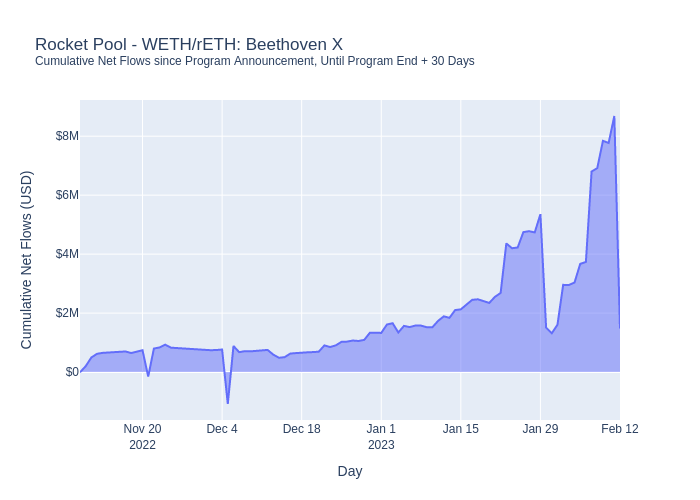 Rocket Pool - WETH/rETH: Beethoven X
Cumulative Net Flows since Program Announcement, Until Program End + 30 Days
$8M
$6M
$4M
$2M
$0
Cumulative Net Flows (USD)
Nov 20
2022
Dec 4
Dec 18
Jan 1
2023
Jan 15
Jan 29
Feb 12
Day